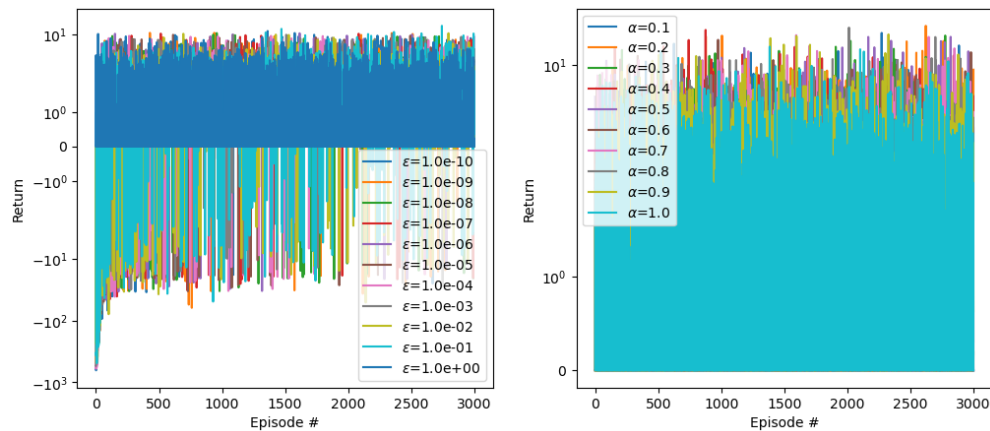 10¹
10⁰
0
−10⁰
−10¹
−10²
−10³
Return
0
500
1000
1500
2000
2500
3000
Episode #
ε=1.0e-10
ε=1.0e-09
ε=1.0e-08
ε=1.0e-07
ε=1.0e-06
ε=1.0e-05
ε=1.0e-04
ε=1.0e-03
ε=1.0e-02
ε=1.0e-01
ε=1.0e+00
10¹
10⁰
0
Return
0
500
1000
1500
2000
2500
3000
Episode #
α=0.1
α=0.2
α=0.3
α=0.4
α=0.5
α=0.6
α=0.7
α=0.8
α=0.9
α=1.0